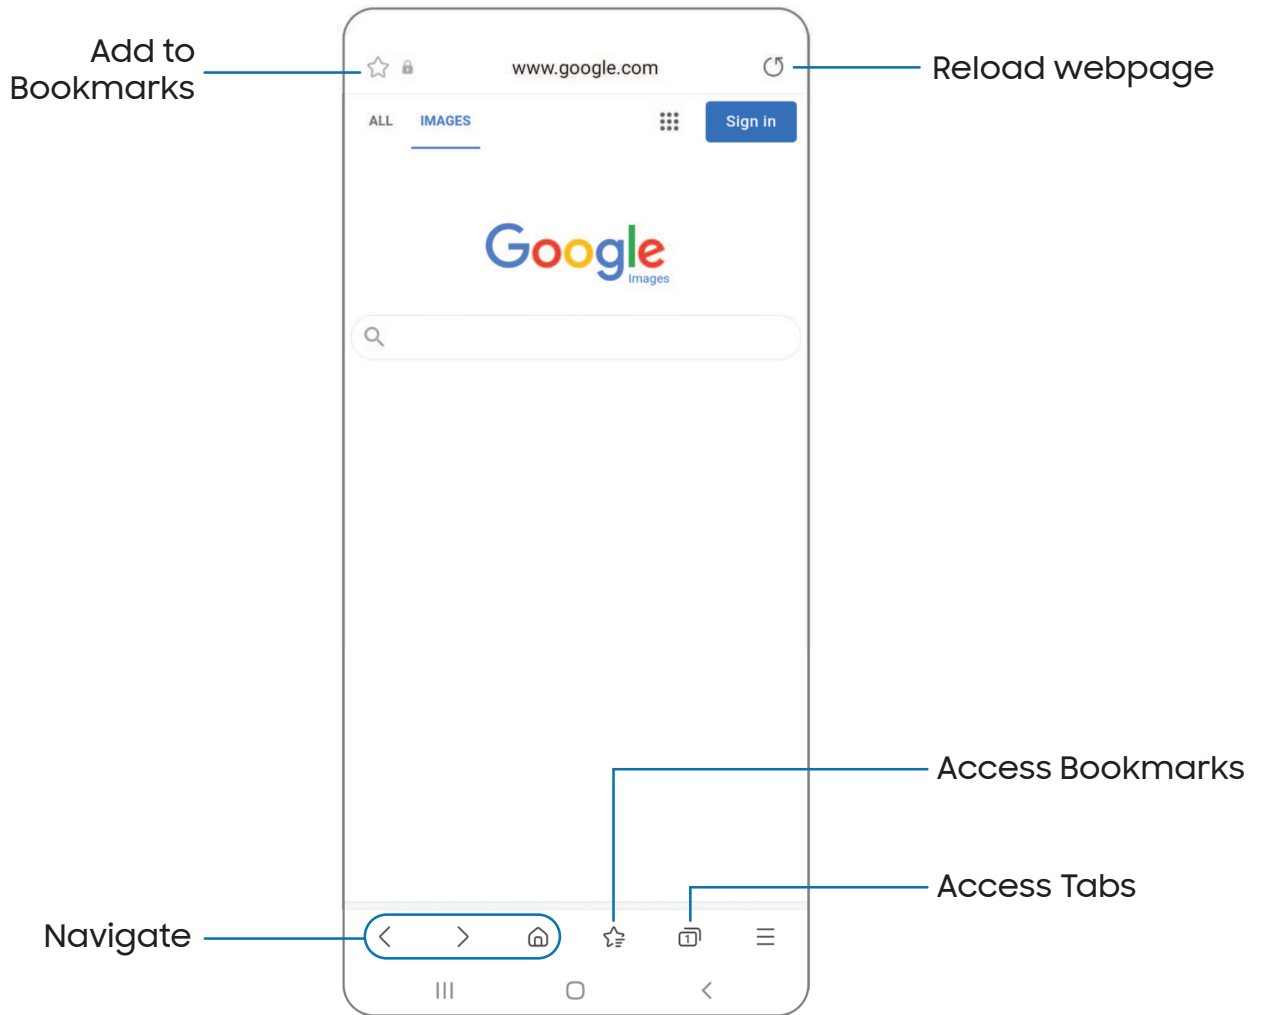 Add to
Bookmarks
www.google.com
Reload webpage
ALL IMAGES Sign in
Google
Images
Access Bookmarks
Access Tabs
Navigate
1